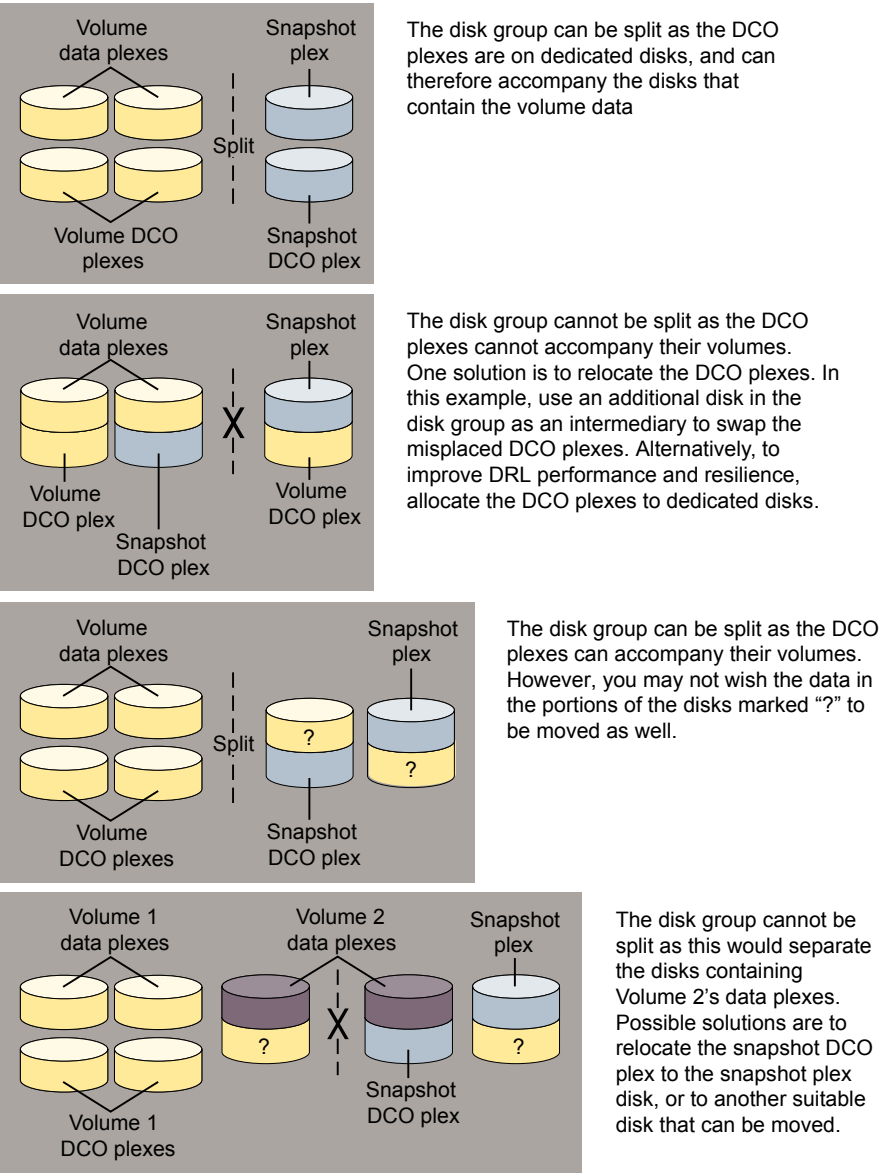 Volume
data plexes
Snapshot
plex
Split
Volume DCO
plexes
Snapshot
DCO plex
The disk group can be split as the DCO
plexes are on dedicated disks, and can
therefore accompany the disks that
contain the volume data
Volume
data plexes
Snapshot
plex
X
Volume
DCO plex
Snapshot
DCO plex
Volume
DCO plex
The disk group cannot be split as the DCO
plexes cannot accompany their volumes.
One solution is to relocate the DCO plexes. In
this example, use an additional disk in the
disk group as an intermediary to swap the
misplaced DCO plexes. Alternatively, to
improve DRL performance and resilience,
allocate the DCO plexes to dedicated disks.
Volume
data plexes
Snapshot
plex
Split
?
?
Volume
DCO plexes
Snapshot
DCO plex
The disk group can be split as the DCO
plexes can accompany their volumes.
However, you may not wish the data in
the portions of the disks marked “?” to
be moved as well.
Volume 1
data plexes
Volume 2
data plexes
Snapshot
plex
?
X
?
Volume 1
DCO plexes
Snapshot
DCO plex
The disk group cannot be
split as this would separate
the disks containing
Volume 2’s data plexes.
Possible solutions are to
relocate the snapshot DCO
plex to the snapshot plex
disk, or to another suitable
disk that can be moved.